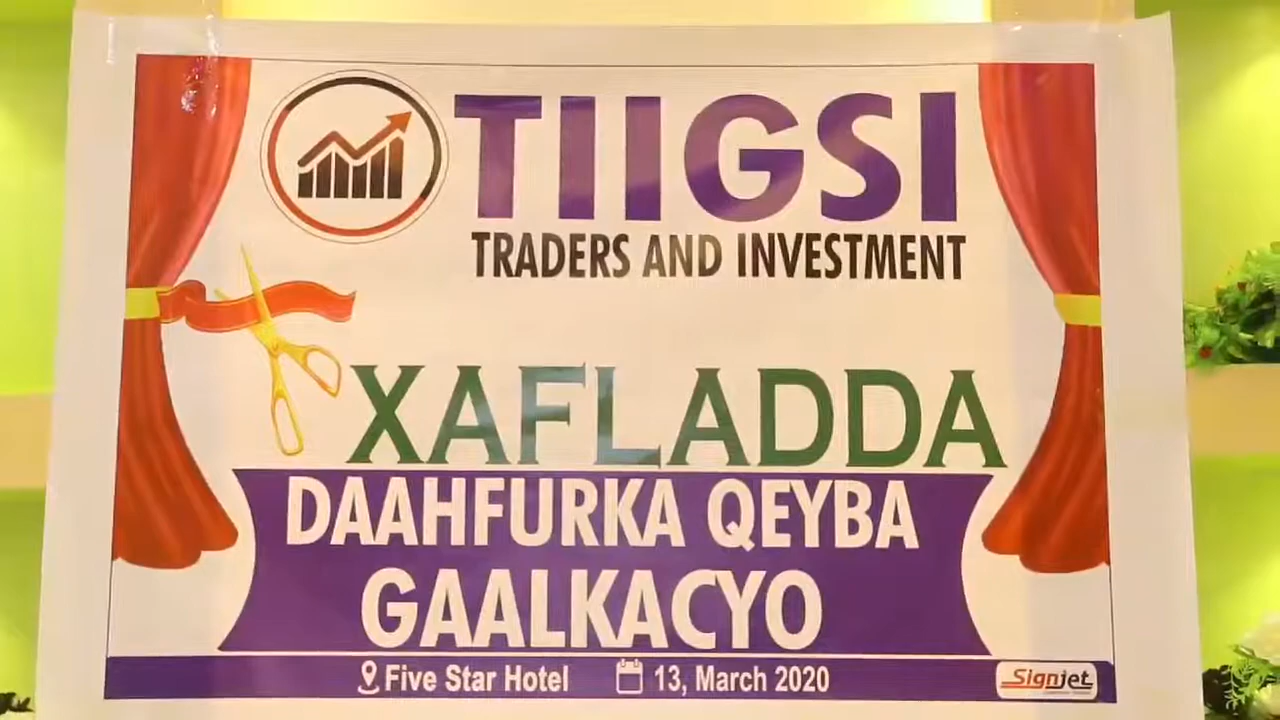 TIIGSI
TRADERS AND INVESTMENT
XAFLADDA
DAAHFURKA QEYBA
GAALKACYO
Five Star Hotel 13, March 2020
Signjet